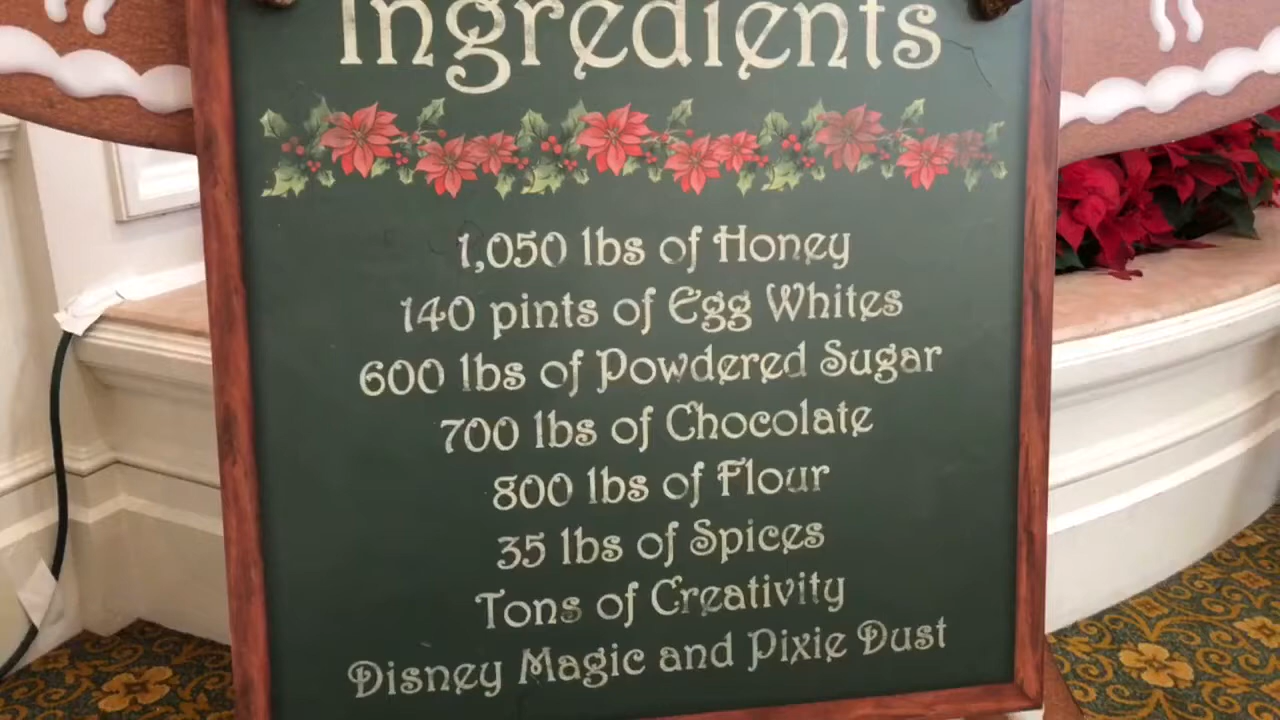 Ingredients
1,050 lbs of Honey
140 pints of Egg Whites
600 lbs of Powdered Sugar
700 lbs of Chocolate
800 lbs of Flour
35 lbs of Spices
Tons of Creativity
Disney Magic and Pixie Dust